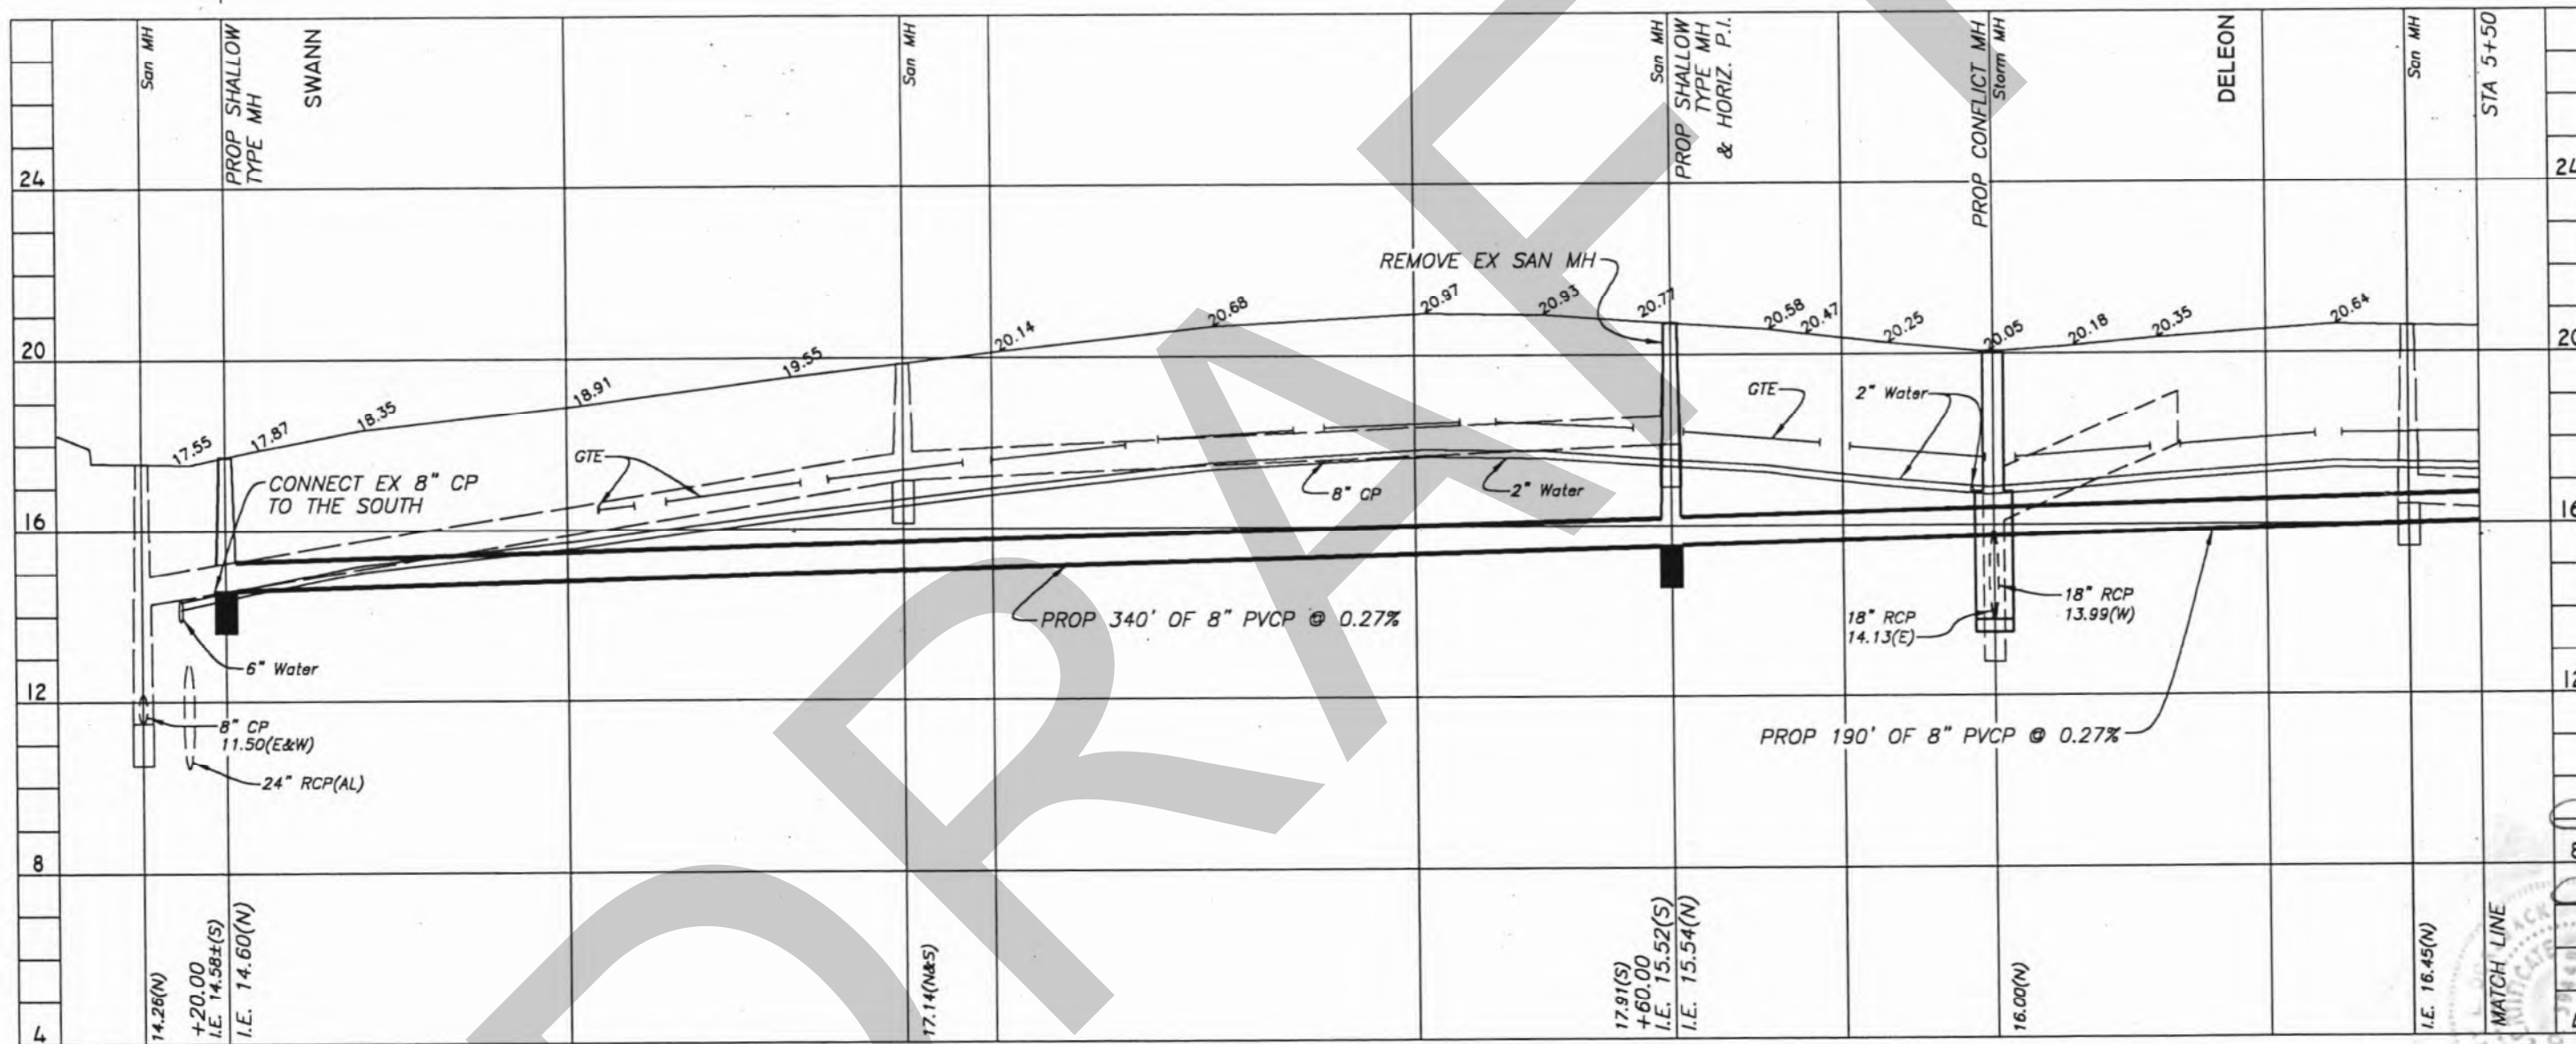 San MH
PROP SHALLOW
TYPE MH
SWANN
San MH
San MH
PROP SHALLOW
TYPE MH
& HORIZ. P.I.
PROP CONFLICT MH
Storm MH
DELEON
San MH
STA 5+50
24
24
REMOVE EX SAN MH
17.55
17.87
18.35
18.91
19.55
20.14
20.68
20.97
20.93
20.77
20.58
20.47
20.25
20.05
20.18
20.35
20.64
20
20
GTE
2" Water
GTE
CONNECT EX 8" CP
TO THE SOUTH
8" CP
2" Water
16
16
PROP 340' OF 8" PVCP @ 0.27%
18" RCP
14.13(E)
18" RCP
13.99(W)
6" Water
12
12
8" CP
11.50(E&W)
24" RCP(AL)
PROP 190' OF 8" PVCP @ 0.27%
8
8
14.26(N)
+20.00
I.E. 14.58±(S)
I.E. 14.60(N)
17.14(N&S)
17.91(S)
+60.00
I.E. 15.52(S)
I.E. 15.54(N)
16.00(N)
I.E. 16.45(N)
MATCH LINE
4
DRAFT